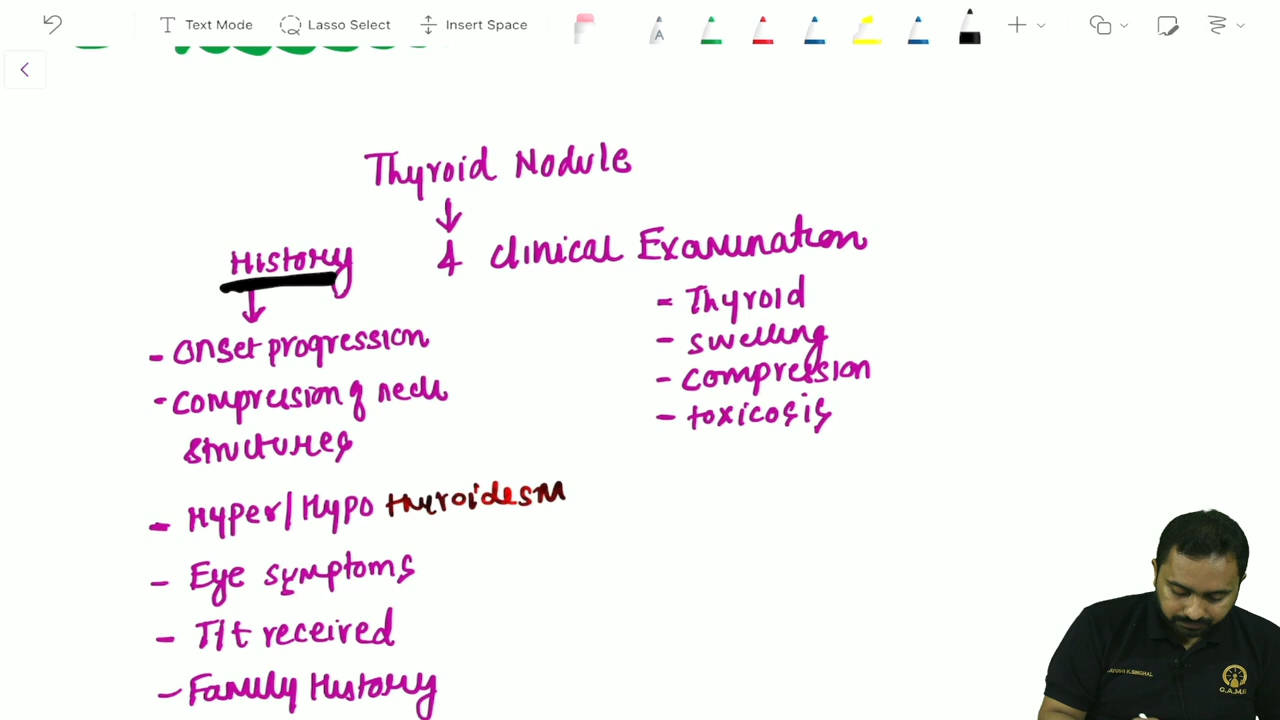 Text Mode
Lasso Select
Insert Space
Thyroid Nodule
↓
History & clinical Examination
↓
- Thyroid
- swelling
- compression
- toxicosis
- onset progression
- compression of neck
structures
- Hyper/Hypo thyroidesm
- Eye symptoms
- T/t received
- Family History
G.A.M.S